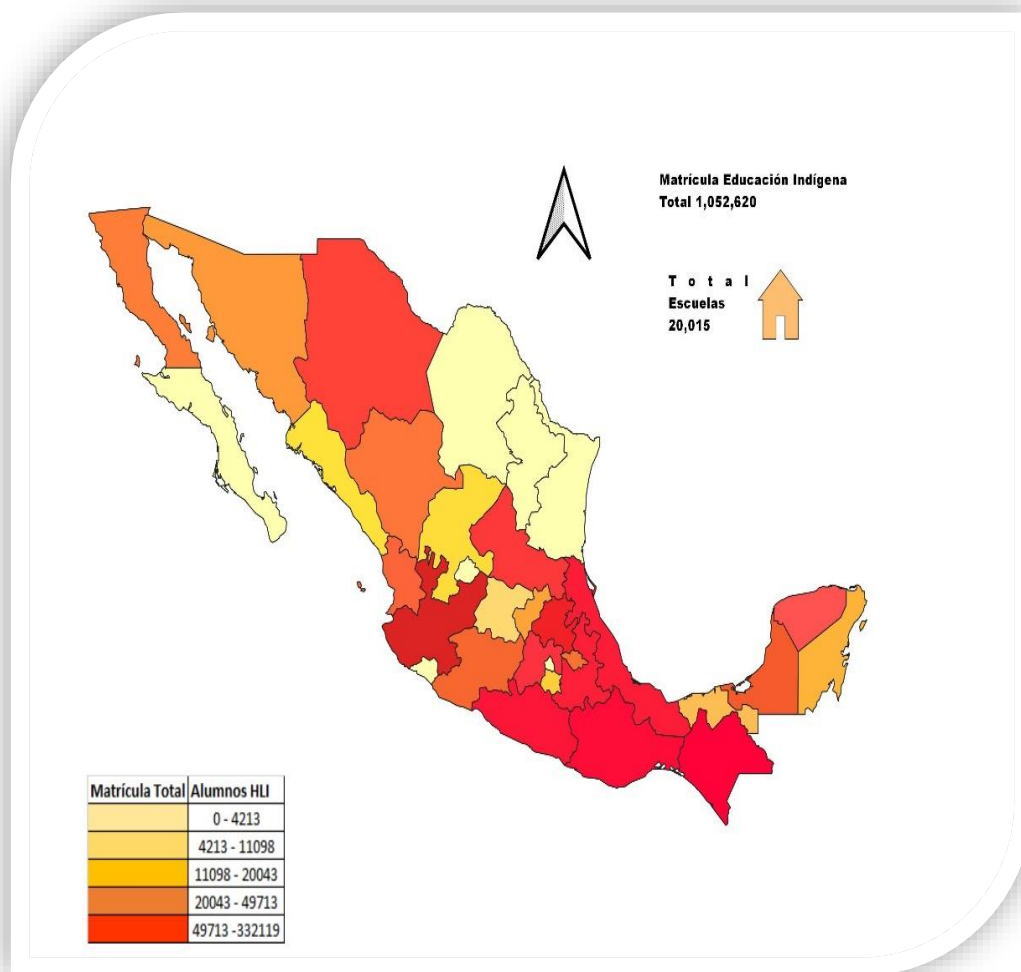 Matrícula Educación Indígena
Total 1,052,620
T o t a l
Escuelas
20,015
Matrícula Total Alumnos HLI
0 - 4213
4213 - 11098
11098 - 20043
20043 - 49713
49713 -332119